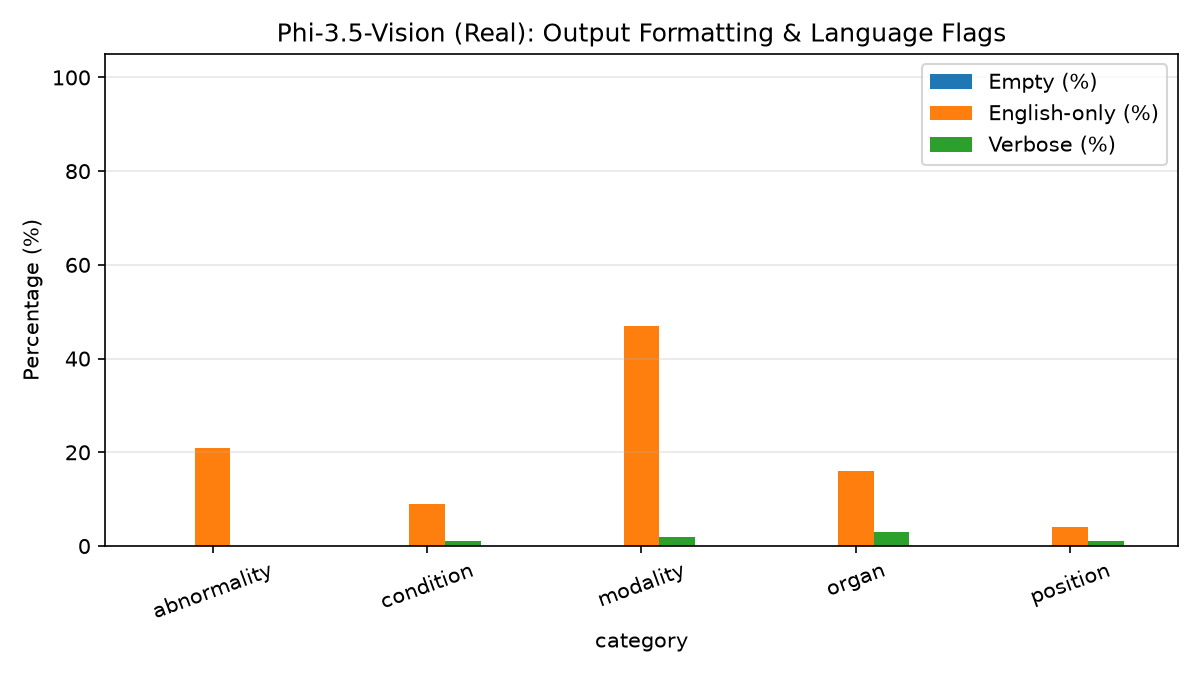 Phi-3.5-Vision (Real): Output Formatting & Language Flags
Empty (%)
English-only (%)
Verbose (%)
Percentage (%)
100
80
60
40
20
0
abnormality
condition
modality
organ
position
category